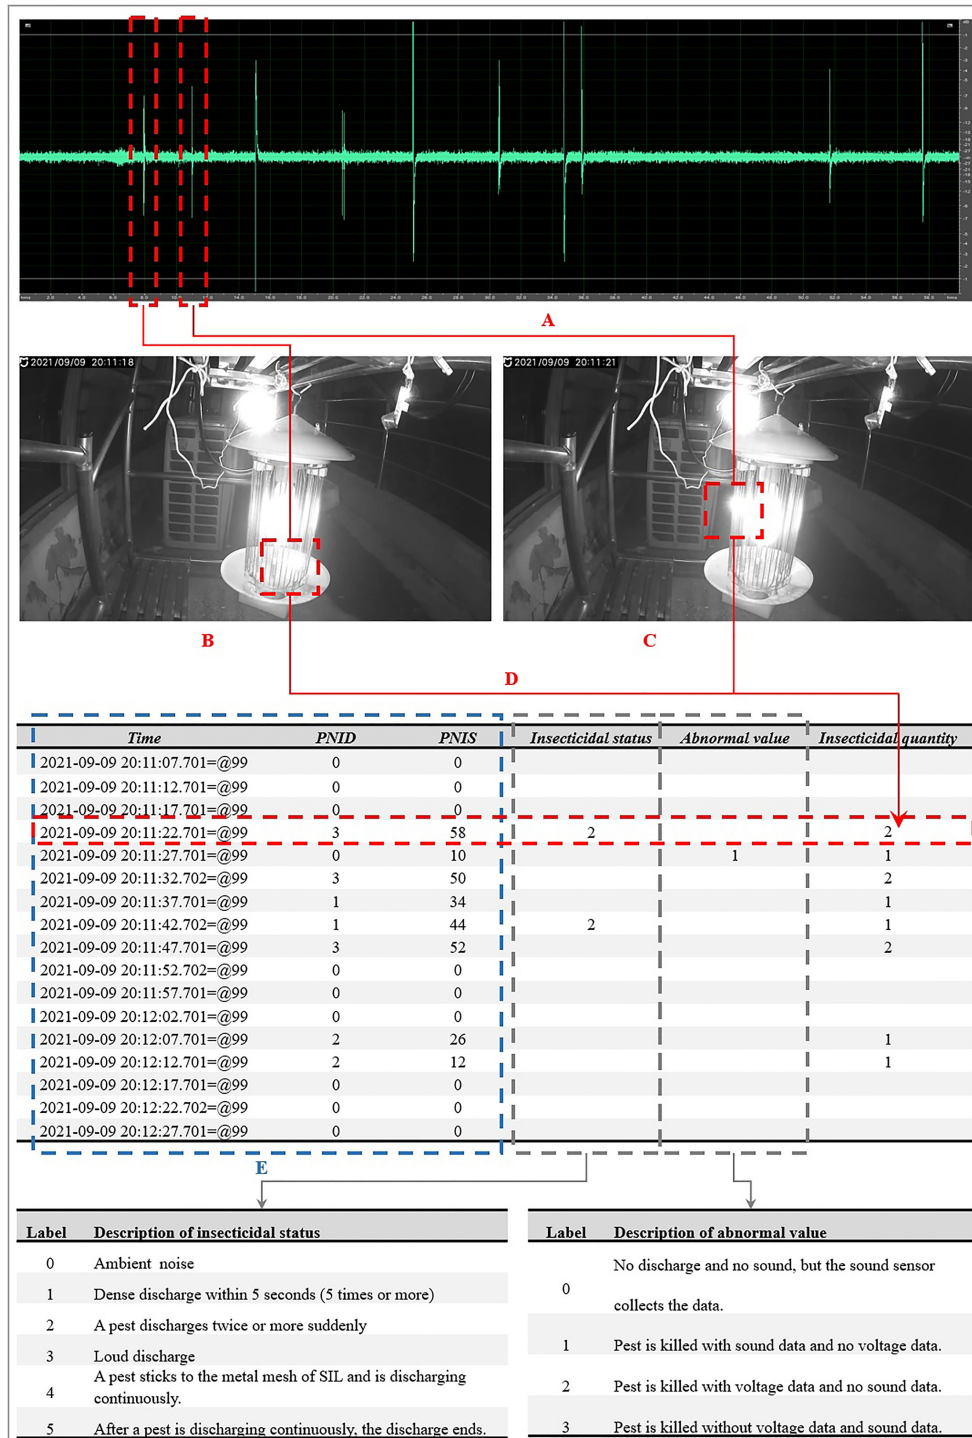 A
2021/09/09 20:11:18
2021/09/09 20:11:21
B
C
D
Time PNID PNIS Insecticidal status Abnormal value Insecticidal quantity
2021-09-09 20:11:07.701=@99 0 0
2021-09-09 20:11:12.701=@99 0 0
2021-09-09 20:11:17.701=@99 0 0
2021-09-09 20:11:22.701=@99 3 58 2 2
2021-09-09 20:11:27.701=@99 0 10 1 1
2021-09-09 20:11:32.702=@99 3 50 2
2021-09-09 20:11:37.701=@99 1 34 1
2021-09-09 20:11:42.702=@99 1 44 2 1
2021-09-09 20:11:47.701=@99 3 52 2
2021-09-09 20:11:52.702=@99 0 0
2021-09-09 20:11:57.701=@99 0 0
2021-09-09 20:12:02.701=@99 0 0
2021-09-09 20:12:07.701=@99 2 26 1
2021-09-09 20:12:12.701=@99 2 12 1
2021-09-09 20:12:17.701=@99 0 0
2021-09-09 20:12:22.702=@99 0 0
2021-09-09 20:12:27.701=@99 0 0
E
Label Description of insecticidal status
0 Ambient noise
1 Dense discharge within 5 seconds (5 times or more)
2 A pest discharges twice or more suddenly
3 Loud discharge
4 A pest sticks to the metal mesh of SIL and is discharging
continuously.
5 After a pest is discharging continuously, the discharge ends.
Label Description of abnormal value
0 No discharge and no sound, but the sound sensor
collects the data.
1 Pest is killed with sound data and no voltage data.
2 Pest is killed with voltage data and no sound data.
3 Pest is killed without voltage data and sound data.